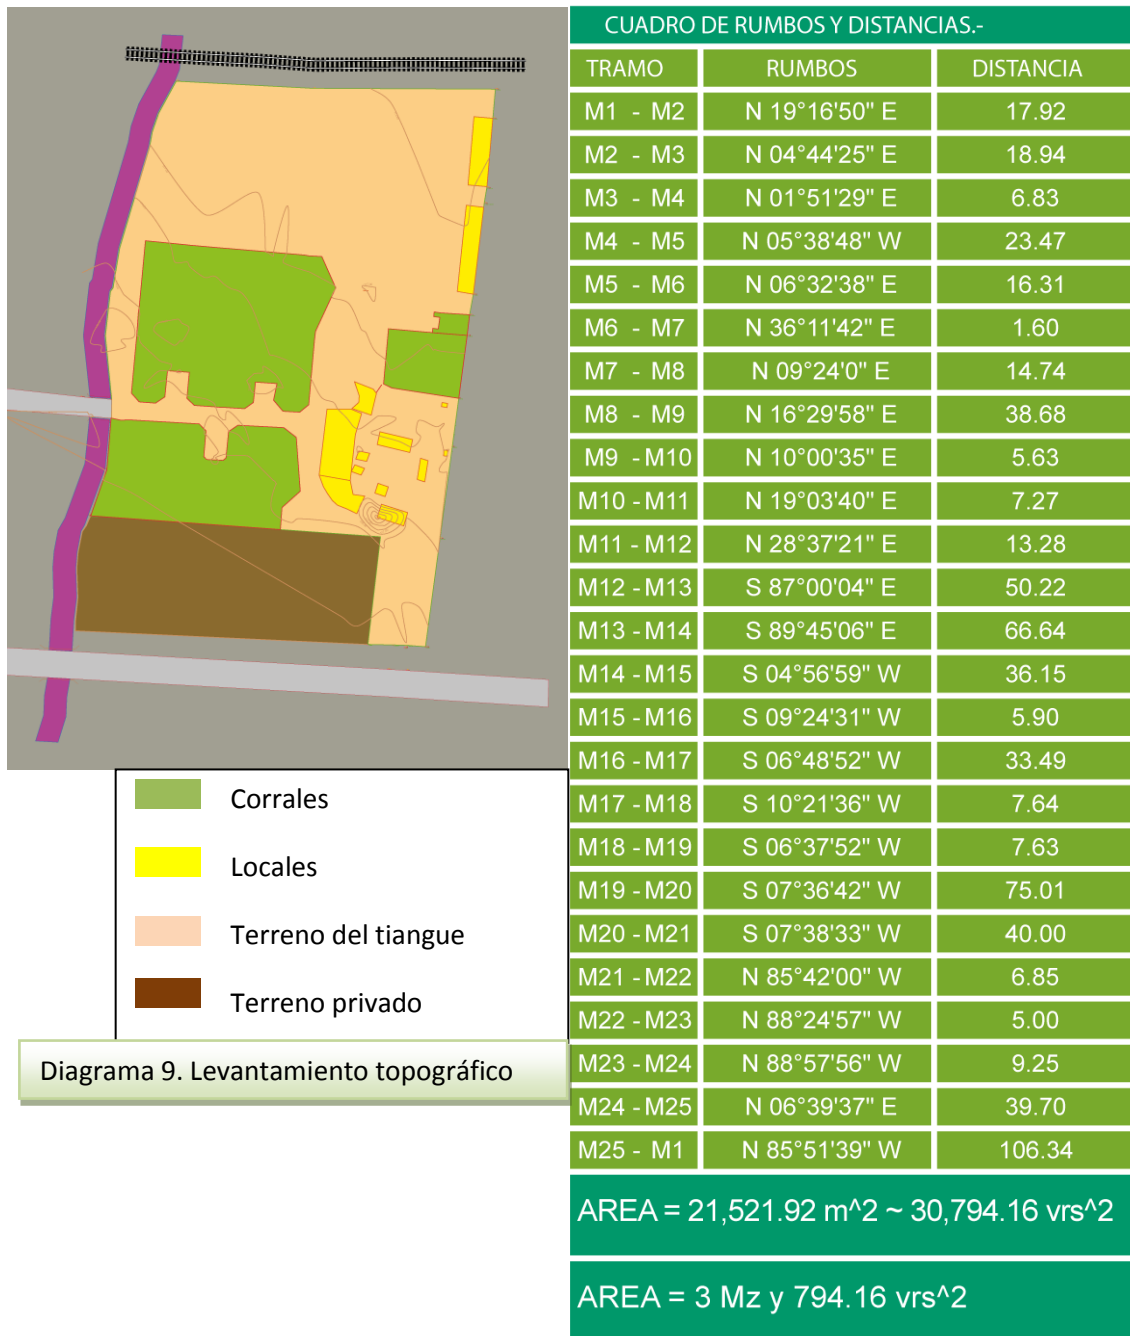 CUADRO DE RUMBOS Y DISTANCIAS.-
TRAMO RUMBOS DISTANCIA
M1 - M2 N 19°16'50" E 17.92
M2 - M3 N 04°44'25" E 18.94
M3 - M4 N 01°51'29" E 6.83
M4 - M5 N 05°38'48" W 23.47
M5 - M6 N 06°32'38" E 16.31
M6 - M7 N 36°11'42" E 1.60
M7 - M8 N 09°24'0" E 14.74
M8 - M9 N 16°29'58" E 38.68
M9 - M10 N 10°00'35" E 5.63
M10 - M11 N 19°03'40" E 7.27
M11 - M12 N 28°37'21" E 13.28
M12 - M13 S 87°00'04" E 50.22
M13 - M14 S 89°45'06" E 66.64
M14 - M15 S 04°56'59" W 36.15
M15 - M16 S 09°24'31" W 5.90
M16 - M17 S 06°48'52" W 33.49
M17 - M18 S 10°21'36" W 7.64
M18 - M19 S 06°37'52" W 7.63
M19 - M20 S 07°36'42" W 75.01
M20 - M21 S 07°38'33" W 40.00
M21 - M22 N 85°42'00" W 6.85
M22 - M23 N 88°24'57" W 5.00
M23 - M24 N 88°57'56" W 9.25
M24 - M25 N 06°39'37" E 39.70
M25 - M1 N 85°51'39" W 106.34
AREA = 21,521.92 m^2 ~ 30,794.16 vrs^2
AREA = 3 Mz y 794.16 vrs^2
Corrales
Locales
Terreno del tiangue
Terreno privado
Diagrama 9. Levantamiento topográfico